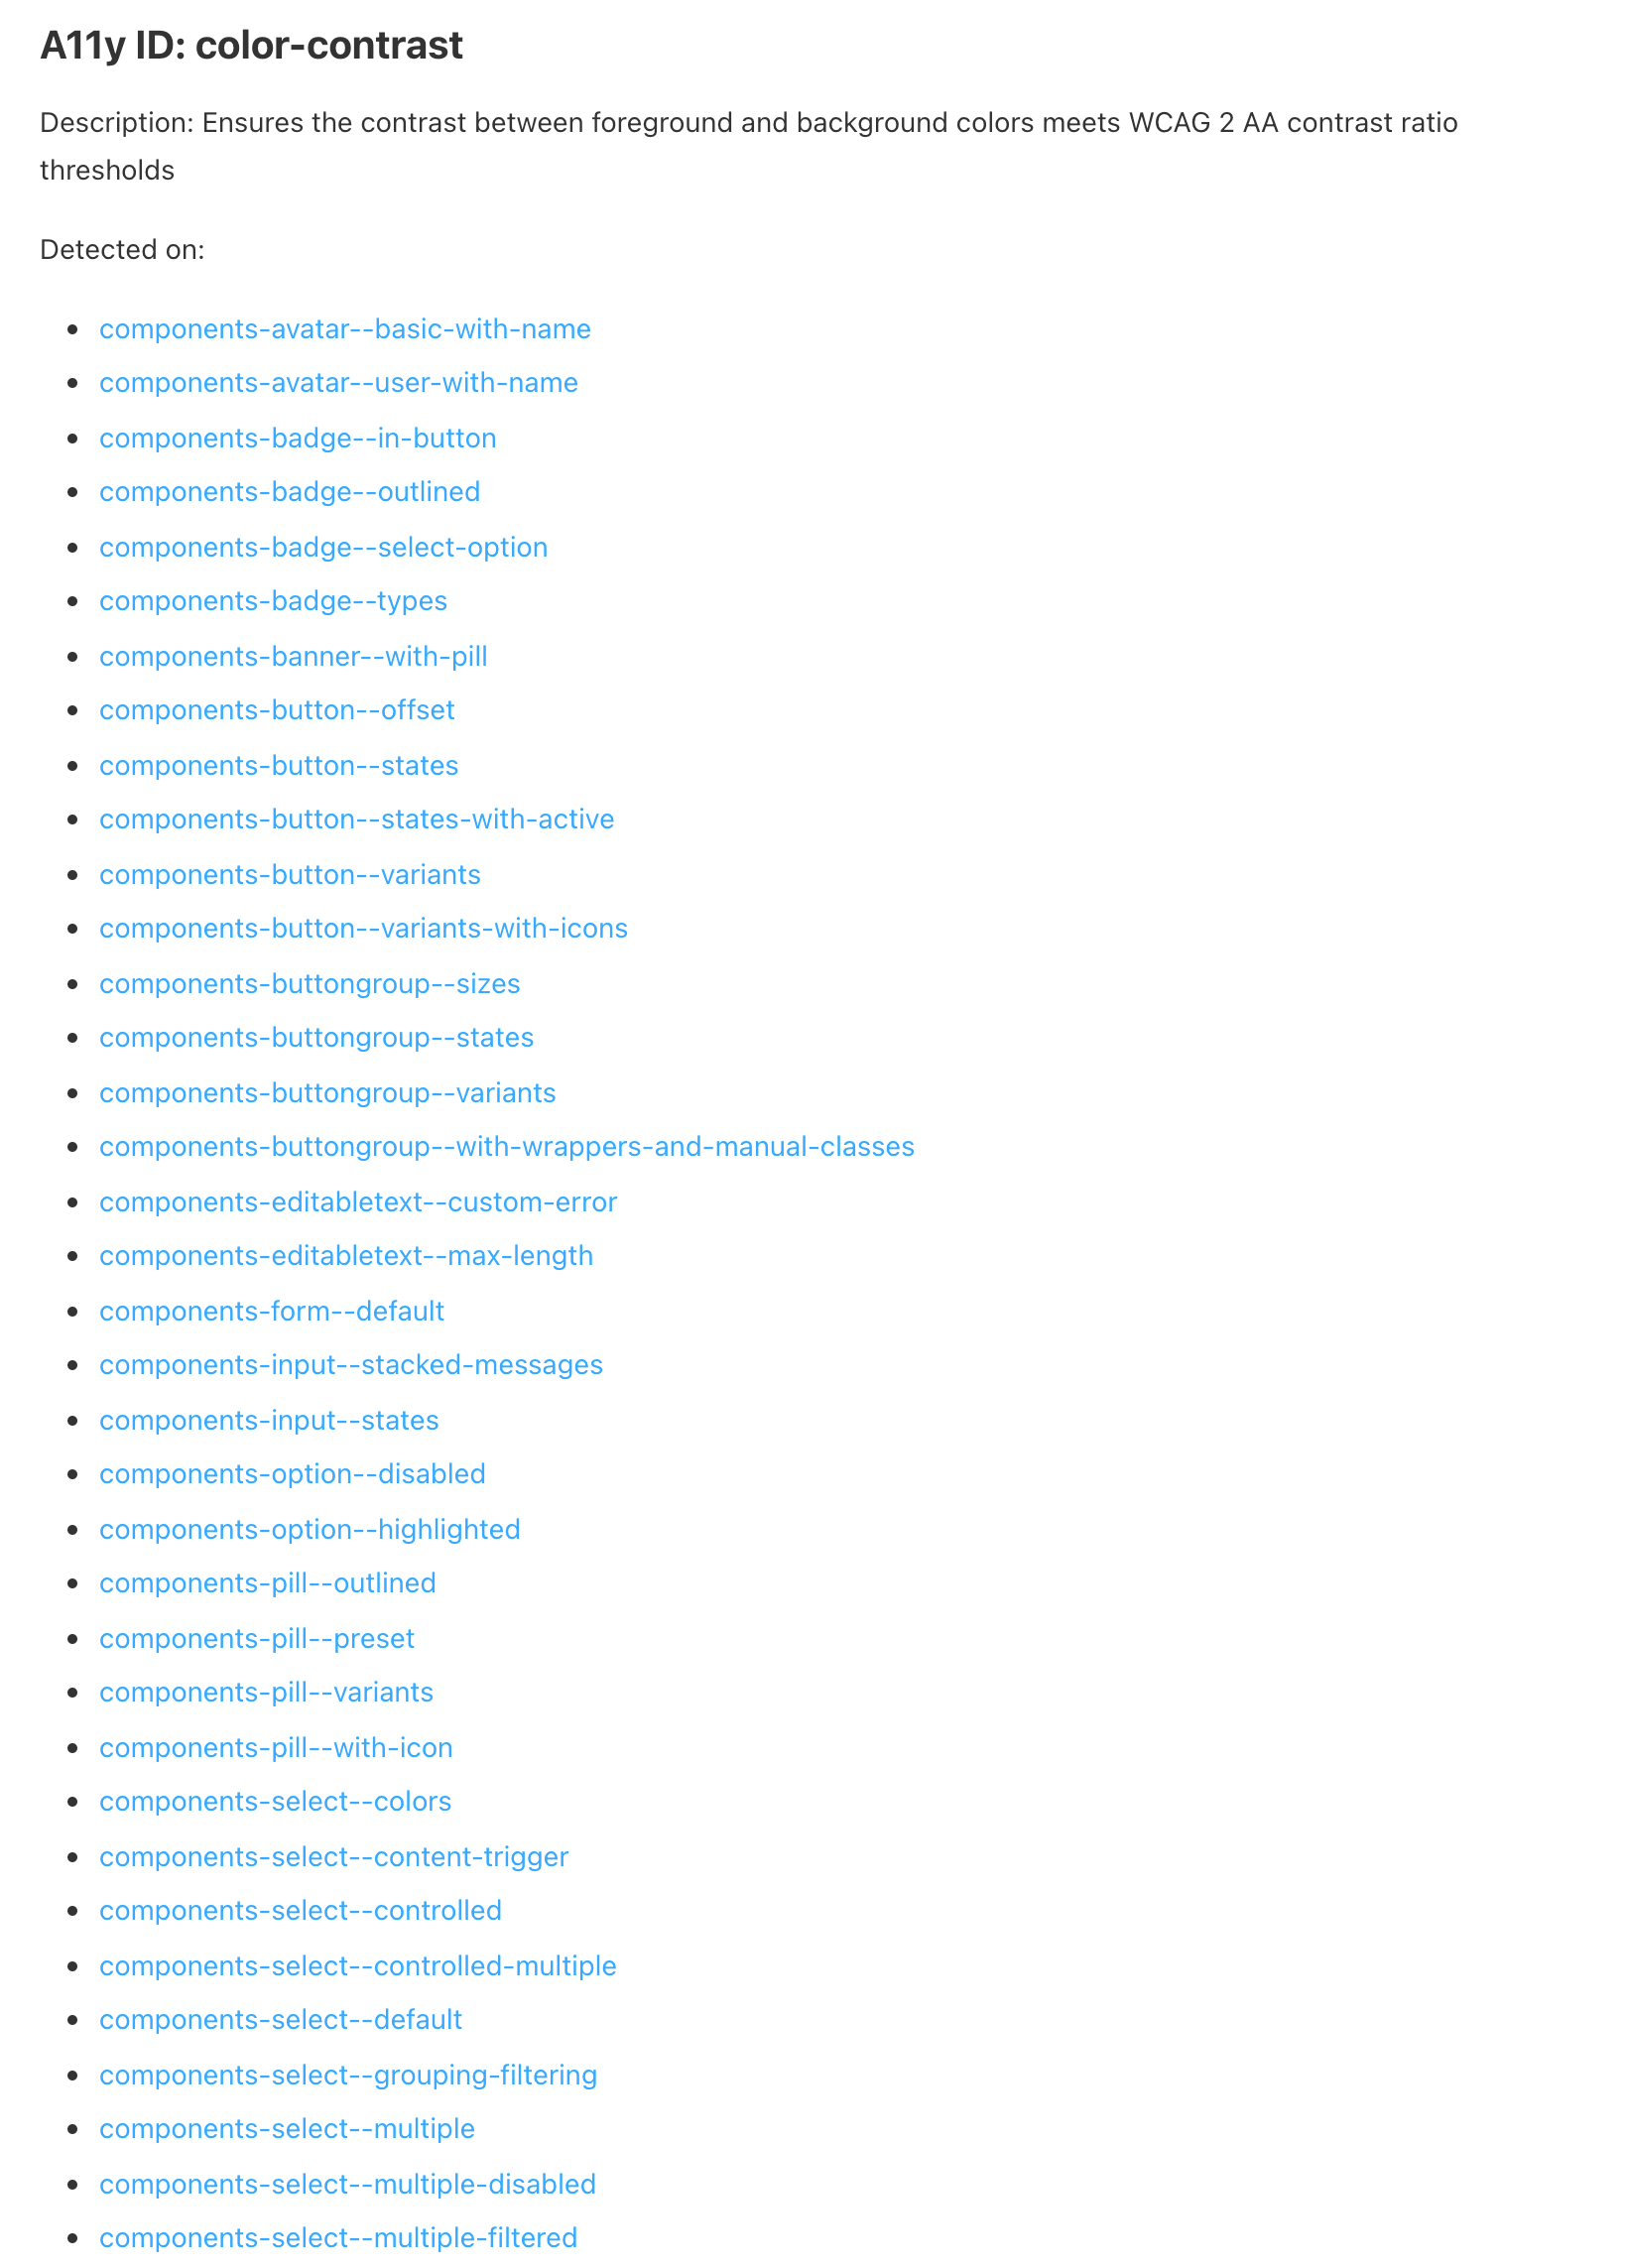 A11y ID: color-contrast
Description: Ensures the contrast between foreground and background colors meets WCAG 2 AA contrast ratio
thresholds
Detected on:
• components-avatar--basic-with-name
• components-avatar--user-with-name
• components-badge--in-button
• components-badge--outlined
• components-badge--select-option
• components-badge--types
• components-banner--with-pill
• components-button--offset
• components-button--states
• components-button--states-with-active
• components-button--variants
• components-button--variants-with-icons
• components-buttongroup--sizes
• components-buttongroup--states
• components-buttongroup--variants
• components-buttongroup--with-wrappers-and-manual-classes
• components-editabletext--custom-error
• components-editabletext--max-length
• components-form--default
• components-input--stacked-messages
• components-input--states
• components-option--disabled
• components-option--highlighted
• components-pill--outlined
• components-pill--preset
• components-pill--variants
• components-pill--with-icon
• components-select--colors
• components-select--content-trigger
• components-select--controlled
• components-select--controlled-multiple
• components-select--default
• components-select--grouping-filtering
• components-select--multiple
• components-select--multiple-disabled
• components-select--multiple-filtered